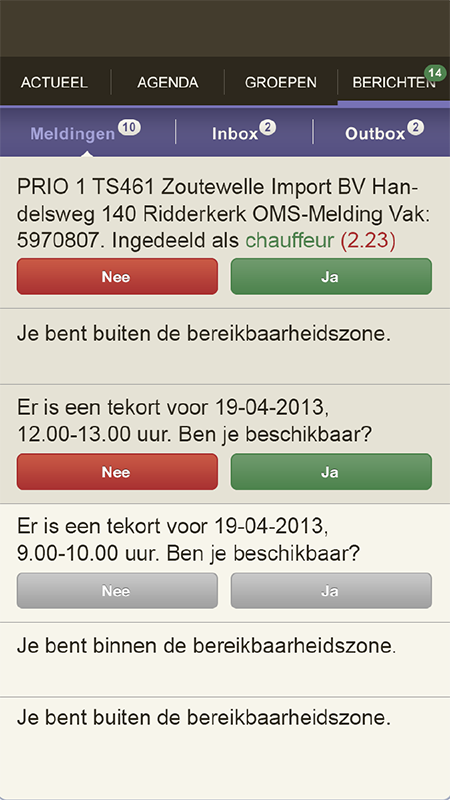 ACTUEEL AGENDA GROEPEN BERICHTEN 14
Meldingen 10 Inbox 2 Outbox 2
PRIO 1 TS461 Zoutewelle Import BV Han-
delsweg 140 Ridderkerk OMS-Melding Vak:
5970807. Ingedeeld als chauffeur (2.23)
Nee Ja
Je bent buiten de bereikbaarheidszone.
Er is een tekort voor 19-04-2013,
12.00-13.00 uur. Ben je beschikbaar?
Nee Ja
Er is een tekort voor 19-04-2013,
9.00-10.00 uur. Ben je beschikbaar?
Nee Ja
Je bent binnen de bereikbaarheidszone.
Je bent buiten de bereikbaarheidszone.